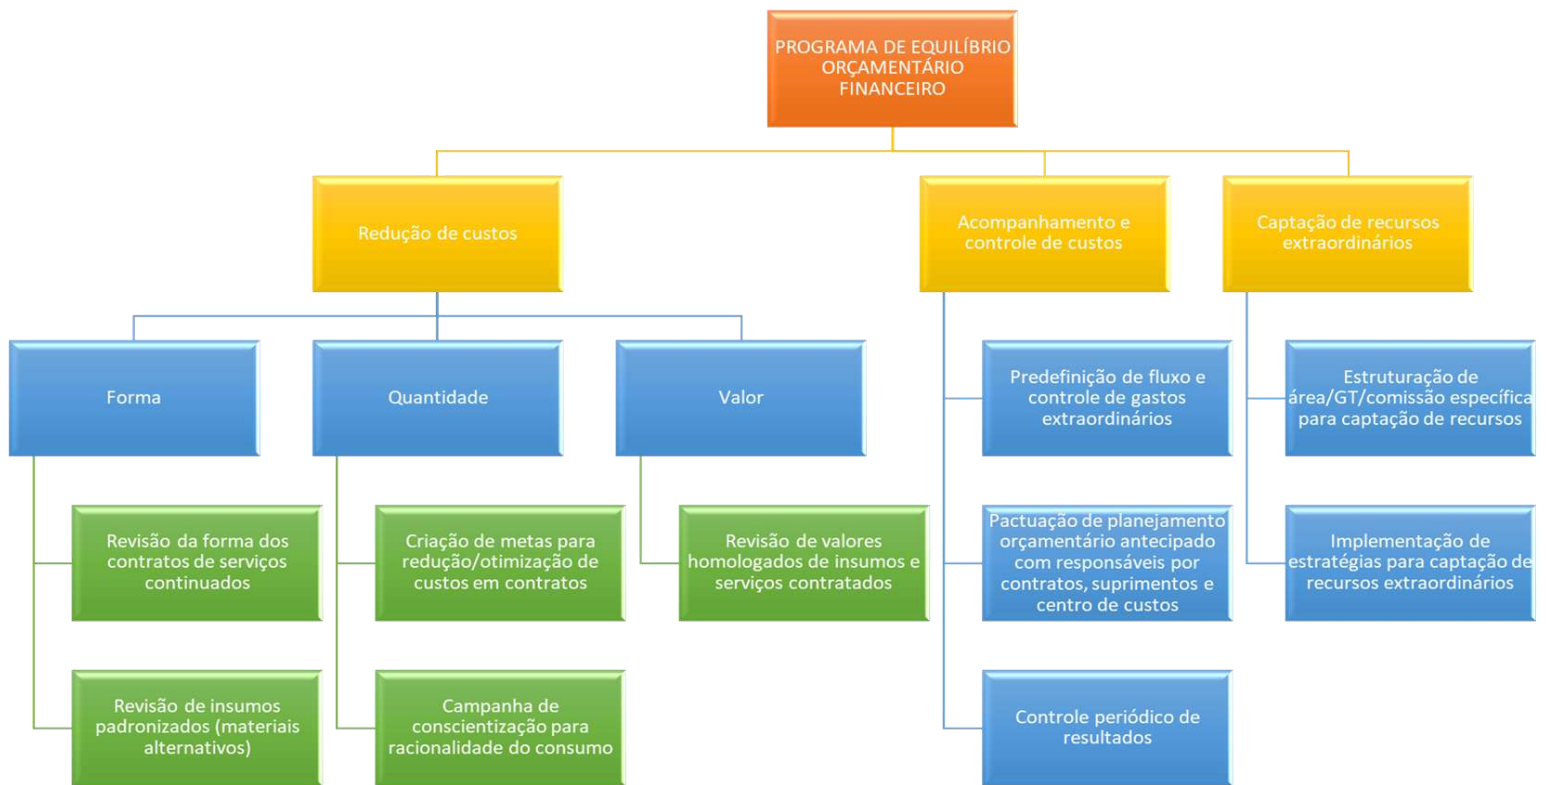 PROGRAMA DE EQUILÍBRIO
ORÇAMENTÁRIO
FINANCEIRO
Redução de custos
Acompanhamento e
controle de custos
Captação de recursos
extraordinários
Forma
Quantidade
Valor
Predefinição de fluxo e
controle de gastos
extraordinários
Estruturação de
área/GT/comissão específica
para captação de recursos
Revisão da forma dos
contratos de serviços
continuados
Criação de metas para
redução/otimização de
custos em contratos
Revisão de valores
homologados de insumos e
serviços contratados
Pactuação de planejamento
orçamentário antecipado
com responsáveis por
contratos, suprimentos e
centro de custos
Implementação de
estratégias para captação de
recursos extraordinários
Revisão de insumos
padronizados (materiais
alternativos)
Campanha de
conscientização para
racionalidade do consumo
Controle periódico de
resultados